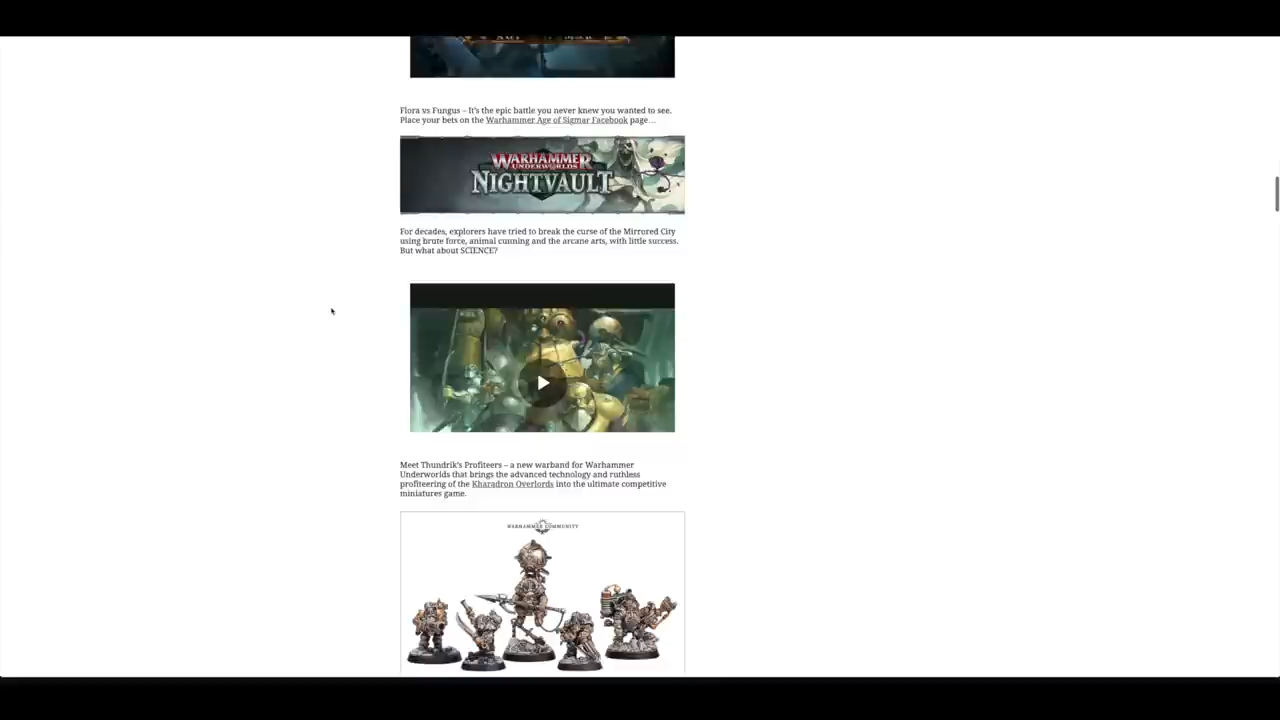 Flora vs Fungus – It's the epic battle you never knew you wanted to see.
Place your bets on the Warhammer Age of Sigmar Facebook page…
WARHAMMER
UNDERWORLDS
NIGHTVAULT
For decades, explorers have tried to break the curse of the Mirrored City
using brute force, animal cunning and the arcane arts, with little success.
But what about SCIENCE?
Meet Thundrik's Profiteers – a new warband for Warhammer
Underworlds that brings the advanced technology and ruthless
profiteering of the Kharadron Overlords into the ultimate competitive
miniatures game.
WARHAMMER COMMUNITY